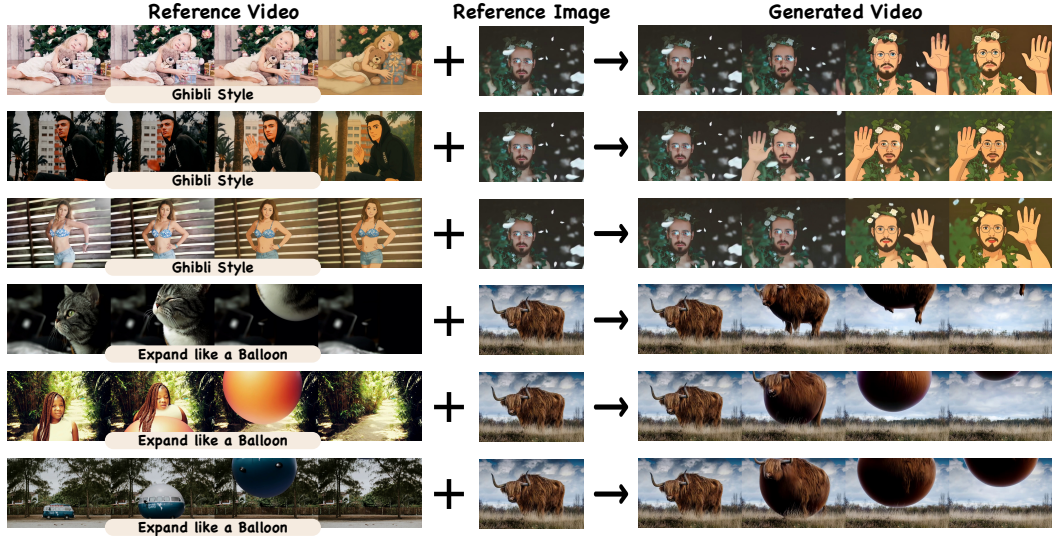 Reference Video
Reference Image
Generated Video
Ghibli Style
Ghibli Style
Ghibli Style
Expand like a Balloon
Expand like a Balloon
Expand like a Balloon